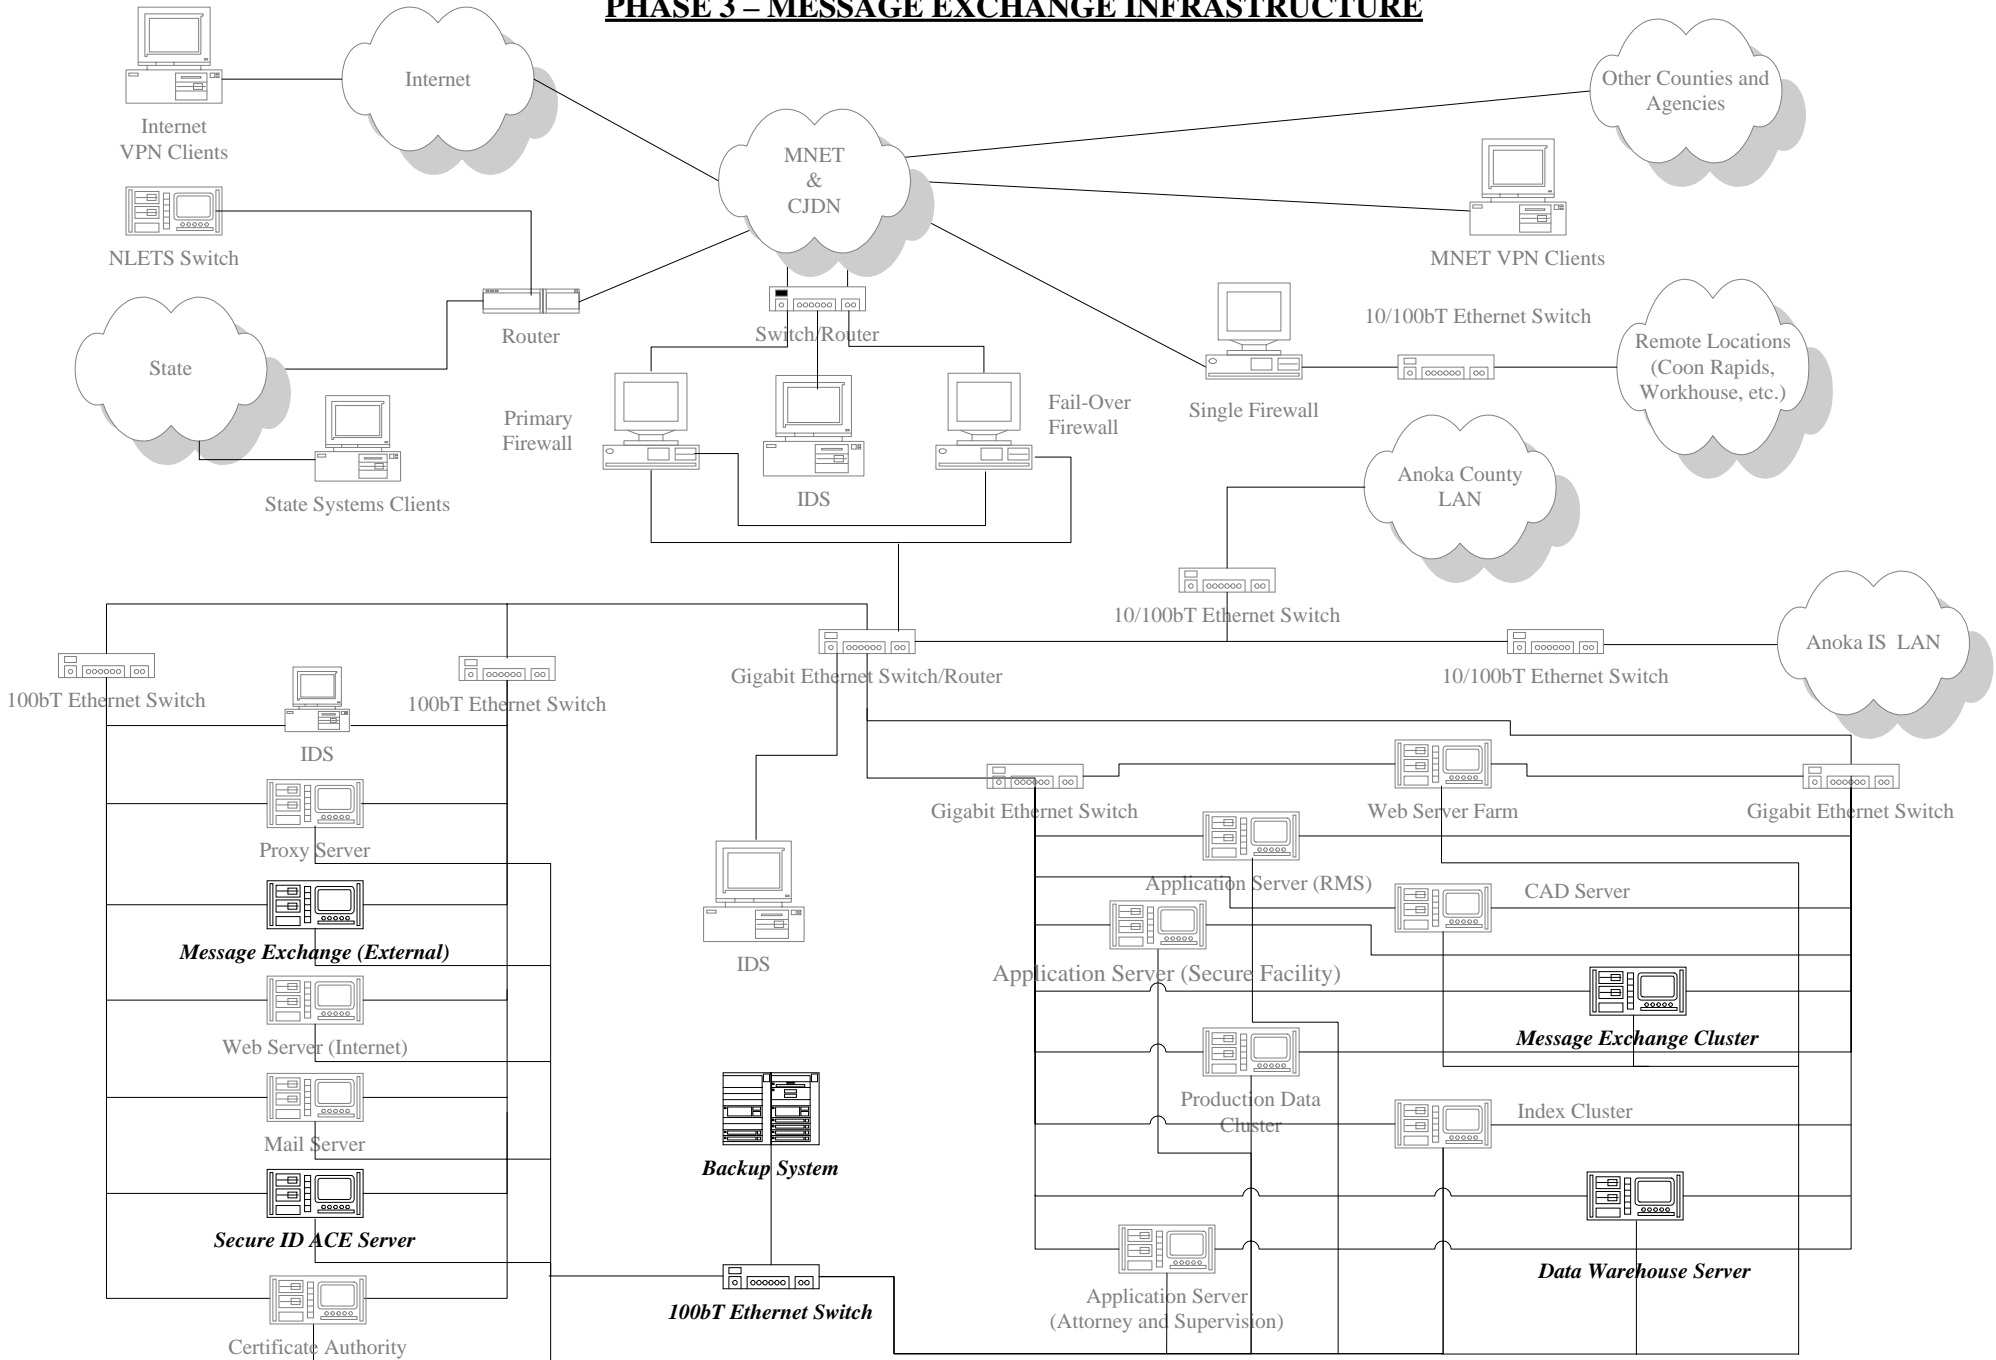 PHASE 3 – MESSAGE EXCHANGE INFRASTRUCTURE
Internet
VPN Clients
Internet
MNET
&
CJDN
Other Counties and
Agencies
NLETS Switch
MNET VPN Clients
Router
Switch/Router
State
State Systems Clients
Primary
Firewall
IDS
Fail-Over
Firewall
Single Firewall
10/100bT Ethernet Switch
Remote Locations
(Coon Rapids,
Workhouse, etc.)
Anoka County
LAN
10/100bT Ethernet Switch
Gigabit Ethernet Switch/Router
10/100bT Ethernet Switch
Anoka IS LAN
100bT Ethernet Switch
100bT Ethernet Switch
IDS
Proxy Server
Message Exchange (External)
Web Server (Internet)
Mail Server
Secure ID ACE Server
Certificate Authority
IDS
Backup System
100bT Ethernet Switch
Gigabit Ethernet Switch
Web Server Farm
Gigabit Ethernet Switch
Application Server (RMS)
CAD Server
Application Server (Secure Facility)
Message Exchange Cluster
Production Data
Cluster
Index Cluster
Data Warehouse Server
Application Server
(Attorney and Supervision)